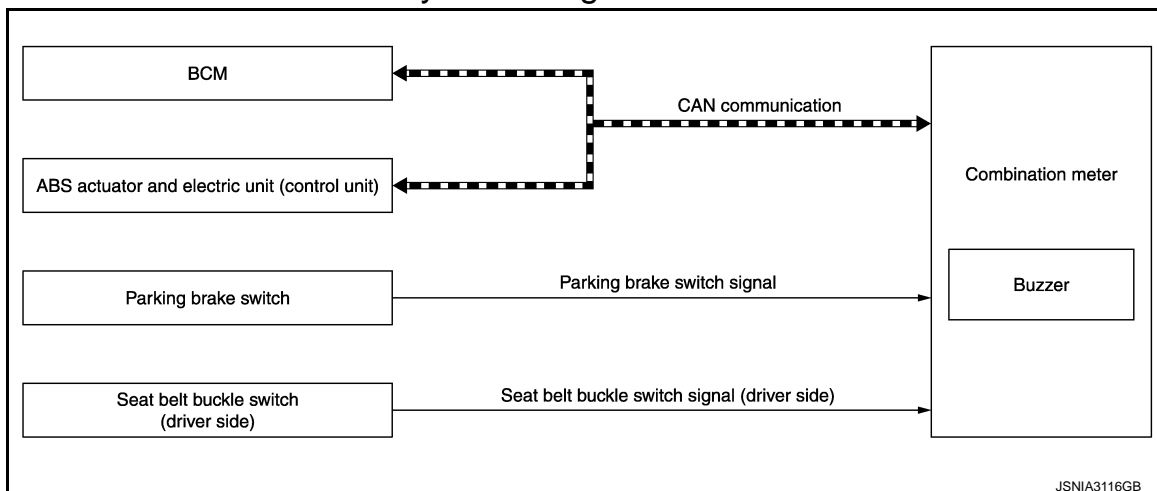 BCM
CAN communication
ABS actuator and electric unit (control unit)
Combination meter
Parking brake switch
Parking brake switch signal
Buzzer
Seat belt buckle switch
(driver side)
Seat belt buckle switch signal (driver side)
JSNIA3116GB